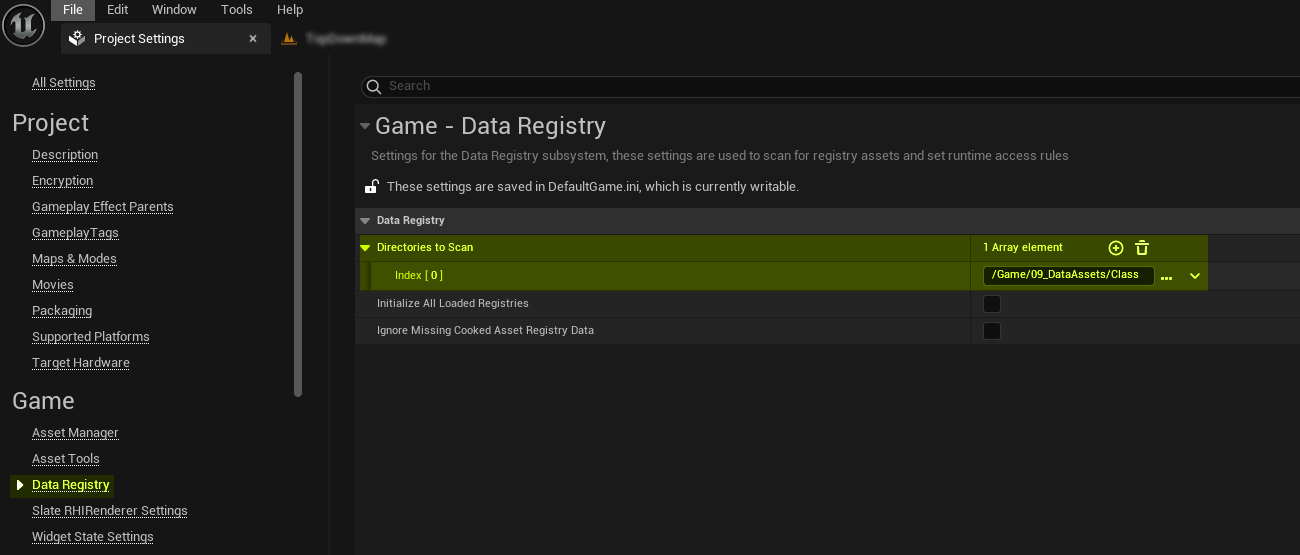 File Edit Window Tools Help
Project Settings
All Settings
Project
Description
Encryption
Gameplay Effect Parents
GameplayTags
Maps & Modes
Movies
Packaging
Supported Platforms
Target Hardware
Game
Asset Manager
Asset Tools
Data Registry
Slate RHIRenderer Settings
Widget State Settings
Search
Game - Data Registry
Settings for the Data Registry subsystem, these settings are used to scan for registry assets and set runtime access rules
These settings are saved in DefaultGame.ini, which is currently writable.
Data Registry
Directories to Scan 1 Array element
Index [ 0 ] /Game/09_DataAssets/Class
Initialize All Loaded Registries
Ignore Missing Cooked Asset Registry Data